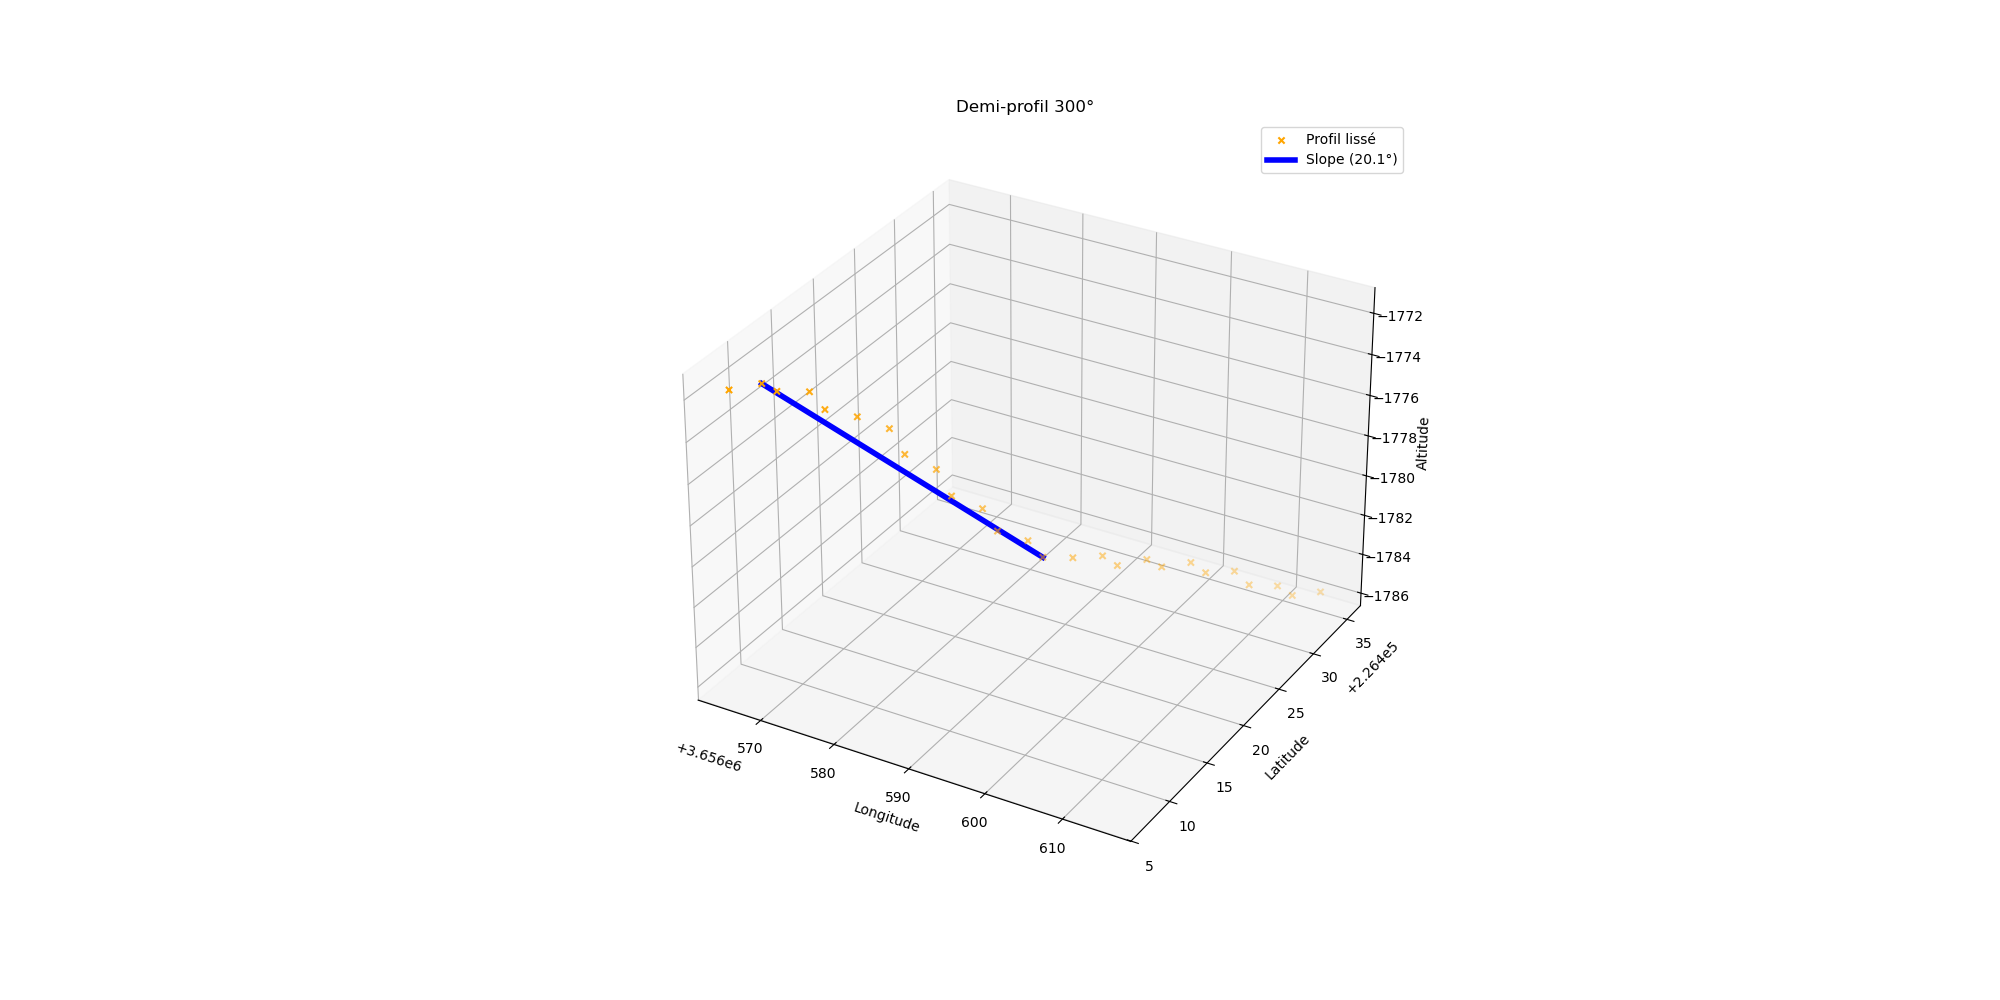 Demi-profil 300°
Profil lissé
Slope (20.1°)
−1772
−1774
−1776
−1778
−1780
−1782
−1784
−1786
Altitude
35
30
25
20
15
10
5
+2.264e5
Latitude
570
580
590
600
610
+3.656e6
Longitude